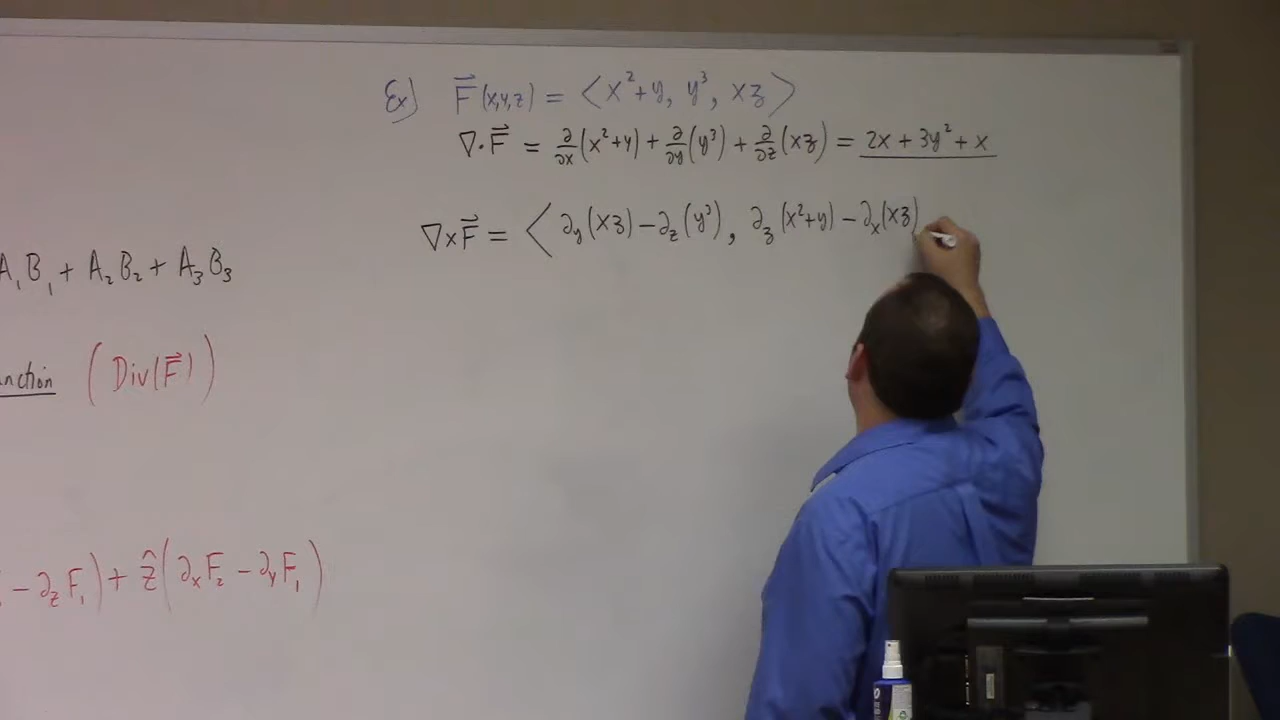 Ex) F⃗(x,y,z) = ⟨x²+y, y³, xz⟩
∇·F⃗ = ∂/∂x(x²+y) + ∂/∂y(y³) + ∂/∂z(xz) = 2x + 3y² + x
∇×F⃗ = ⟨ ∂y(xz) − ∂z(y³), ∂z(x²+y) − ∂x(xz)
A₁B₁ + A₂B₂ + A₃B₃
nction (Div(F⃗))
− ∂zF₁) + ẑ(∂xF₂ − ∂yF₁)